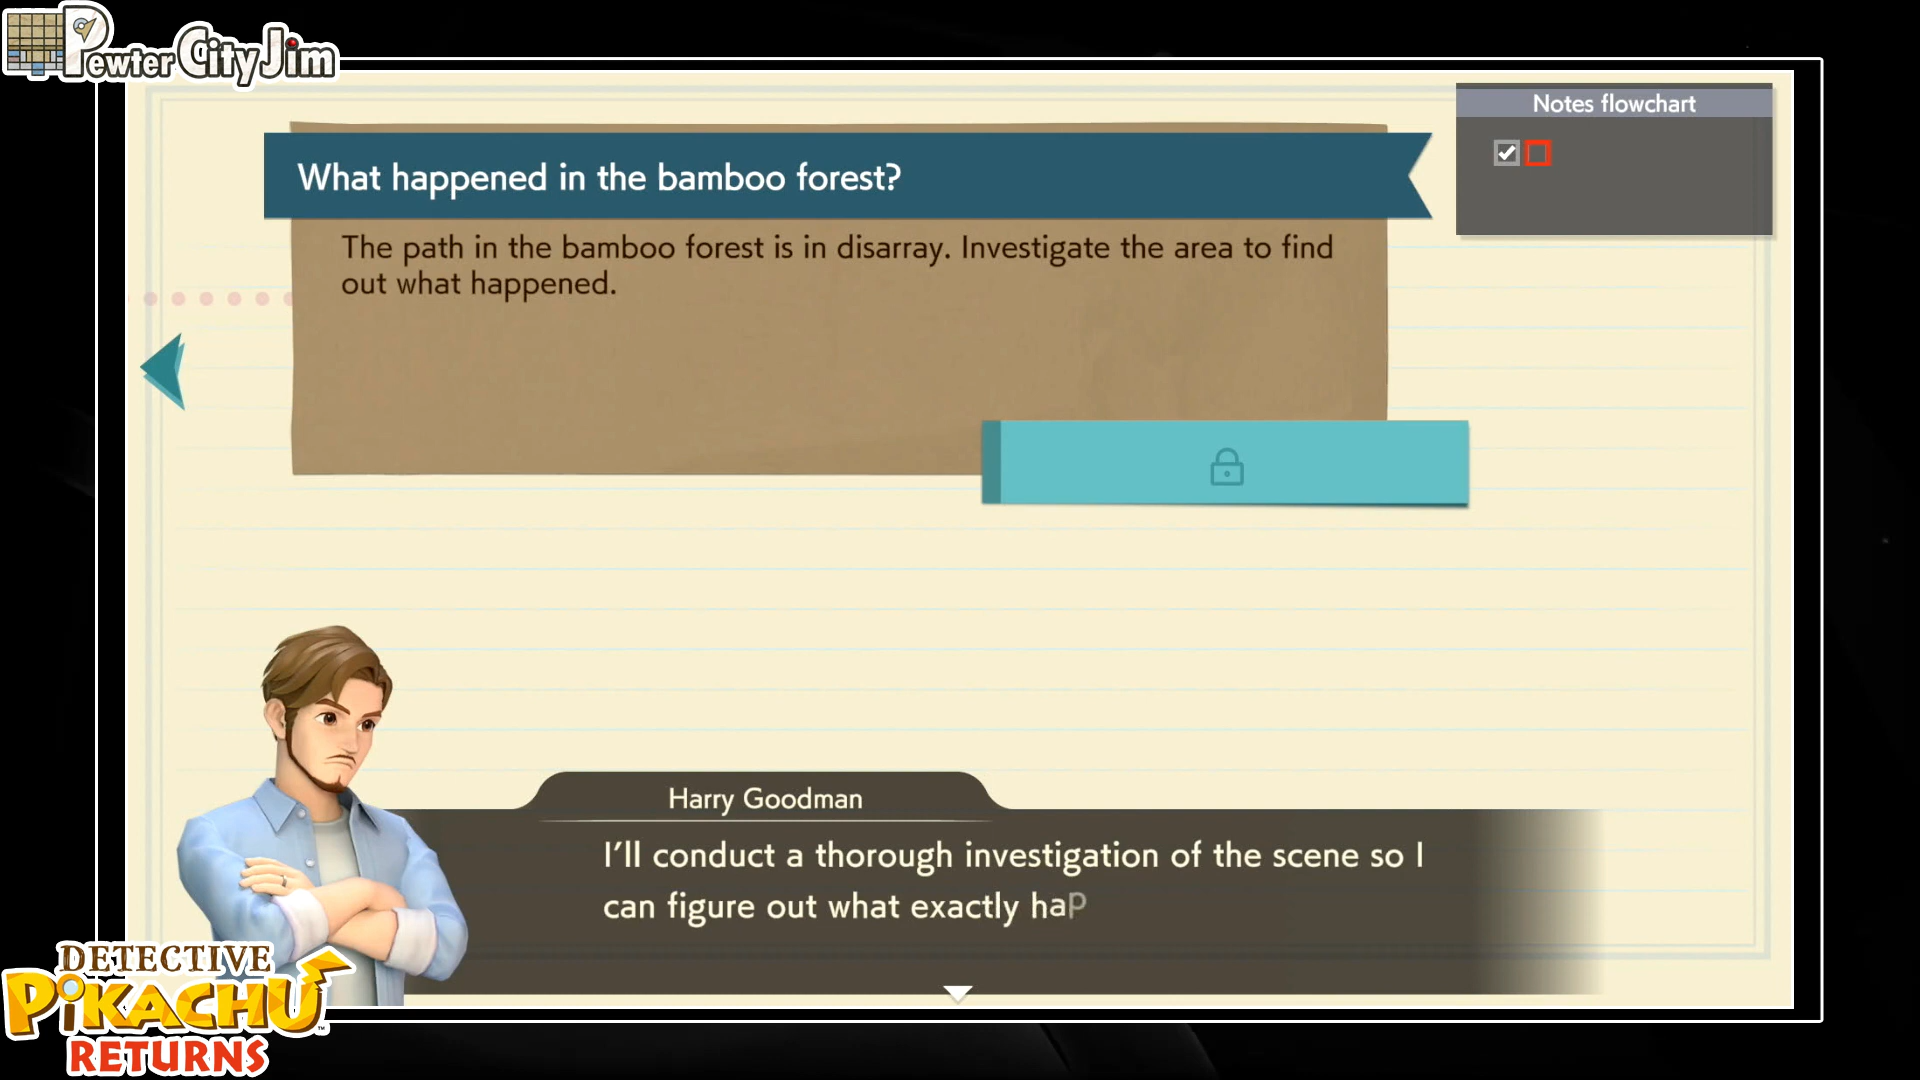 Pewter City Jim
Notes flowchart
What happened in the bamboo forest?
The path in the bamboo forest is in disarray. Investigate the area to find
out what happened.
Harry Goodman
I'll conduct a thorough investigation of the scene so I
can figure out what exactly hap
DETECTIVE
PiKACHU™
RETURNS